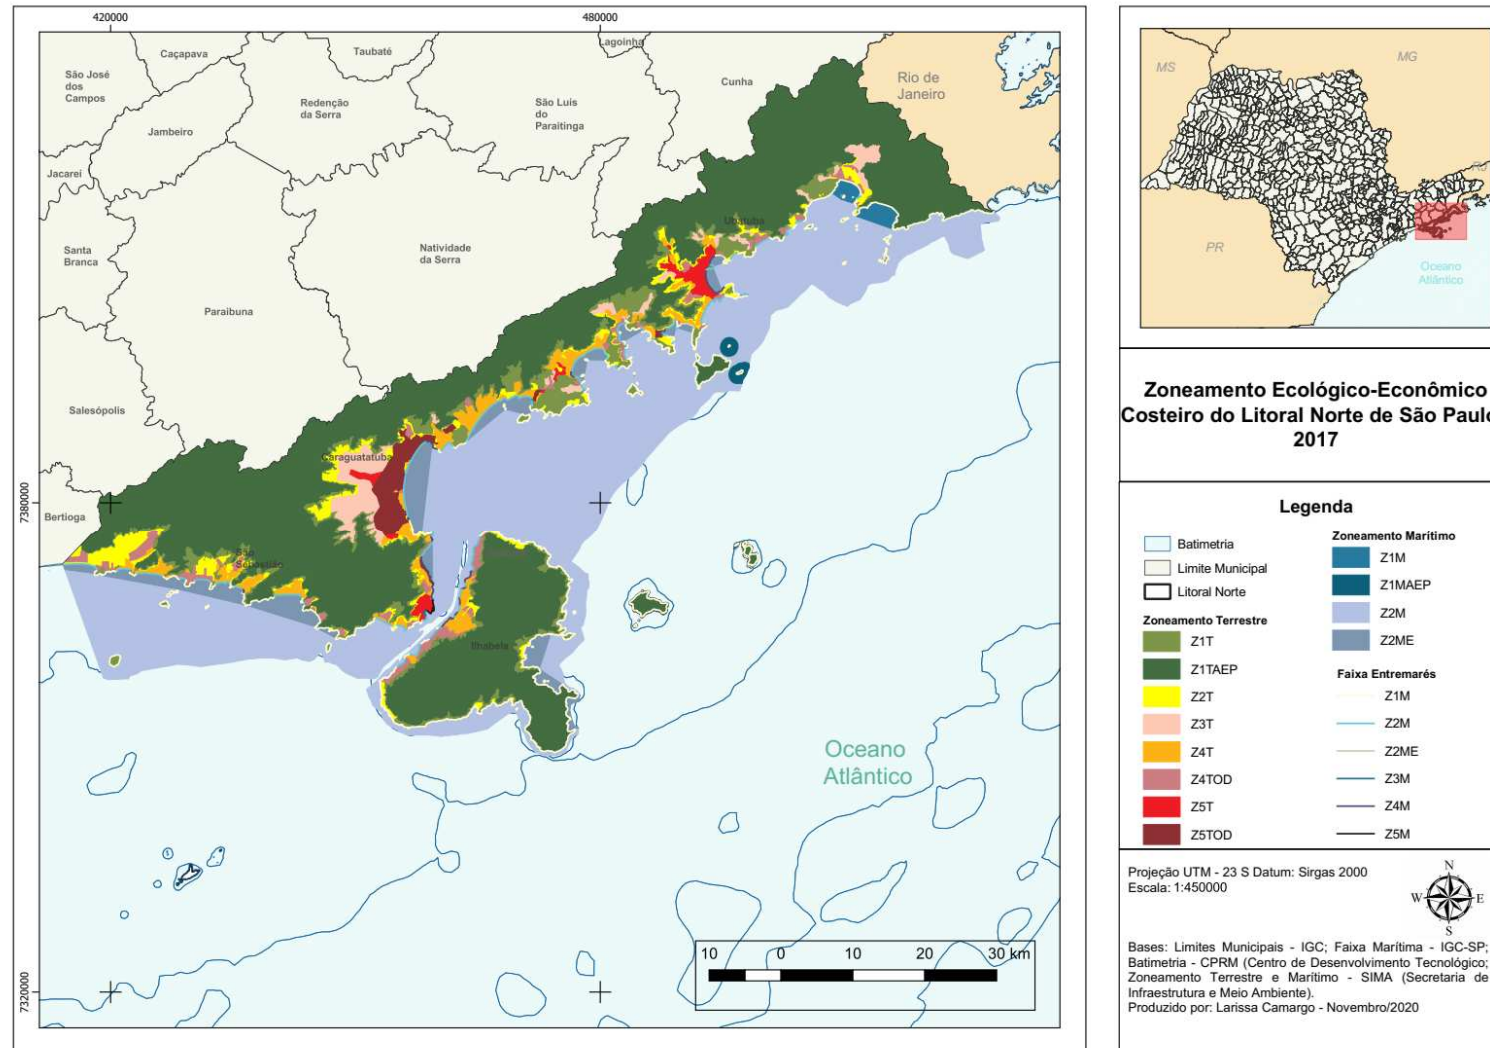 420000
480000
7380000
7320000
São José
dos
Campos
Caçapava
Taubaté
Lagoinha
Cunha
Rio de
Janeiro
Redenção
da Serra
São Luis
do
Paraitinga
Jambeiro
Jacareí
Santa
Branca
Natividade
da Serra
Paraibuna
Salesópolis
Bertioga
Ubatuba
Caraguatatuba
São
Sebastião
Ilhabela
Oceano
Atlântico
10 0 10 20 30 km
MS
MG
RJ
PR
Oceano
Atlântico
Zoneamento Ecológico-Econômico
Costeiro do Litoral Norte de São Paulo
2017
Legenda
Batimetria
Limite Municipal
Litoral Norte
Zoneamento Terrestre
Z1T
Z1TAEP
Z2T
Z3T
Z4T
Z4TOD
Z5T
Z5TOD
Zoneamento Marítimo
Z1M
Z1MAEP
Z2M
Z2ME
Faixa Entremarés
Z1M
Z2M
Z2ME
Z3M
Z4M
Z5M
Projeção UTM - 23 S Datum: Sirgas 2000
Escala: 1:450000
N
W
E
S
Bases: Limites Municipais - IGC; Faixa Marítima - IGC-SP;
Batimetria - CPRM (Centro de Desenvolvimento Tecnológico;
Zoneamento Terrestre e Marítimo - SIMA (Secretaria de
Infraestrutura e Meio Ambiente).
Produzido por: Larissa Camargo - Novembro/2020